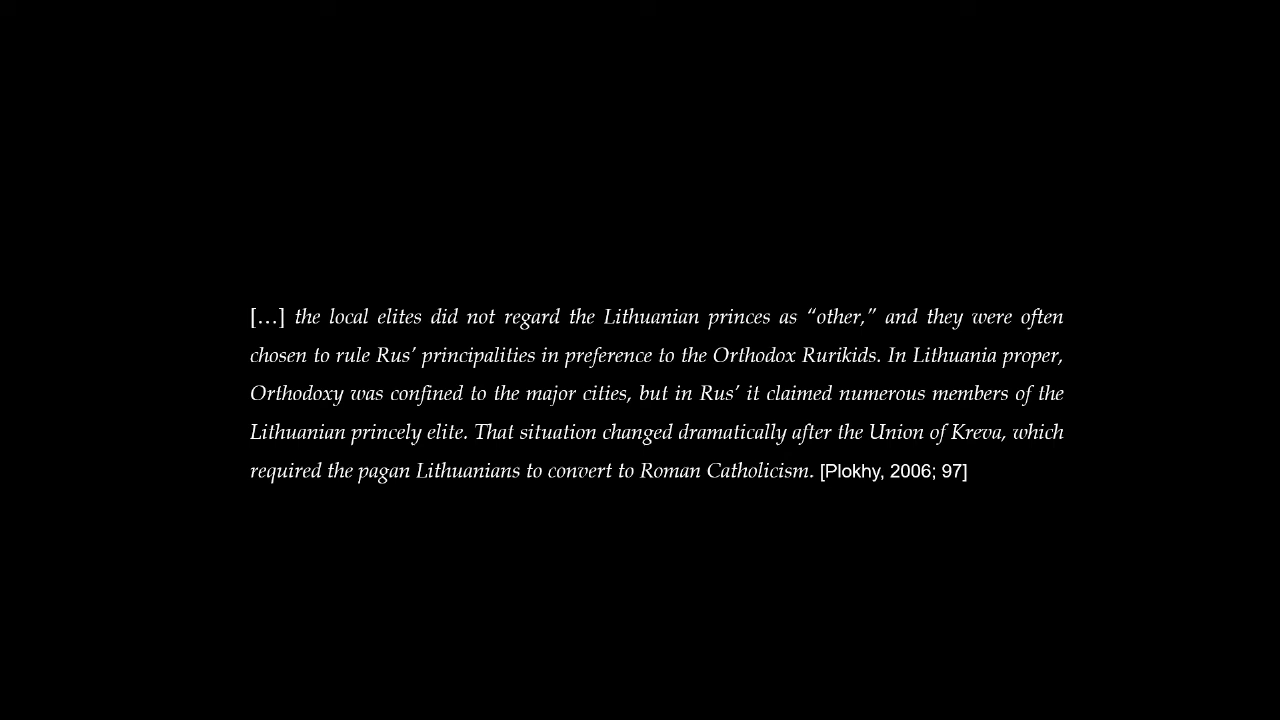 […] the local elites did not regard the Lithuanian princes as “other,” and they were often
chosen to rule Rus’ principalities in preference to the Orthodox Rurikids. In Lithuania proper,
Orthodoxy was confined to the major cities, but in Rus’ it claimed numerous members of the
Lithuanian princely elite. That situation changed dramatically after the Union of Kreva, which
required the pagan Lithuanians to convert to Roman Catholicism. [Plokhy, 2006; 97]